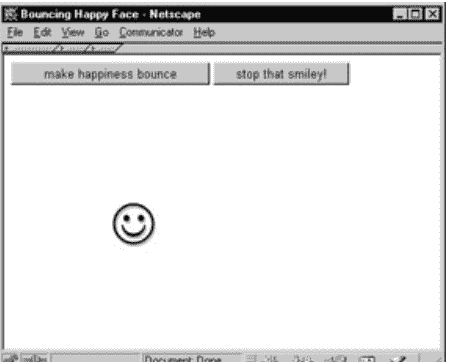 Bouncing Happy Face - Netscape
File Edit View Go Communicator Help
make happiness bounce stop that smiley!
Document: Done